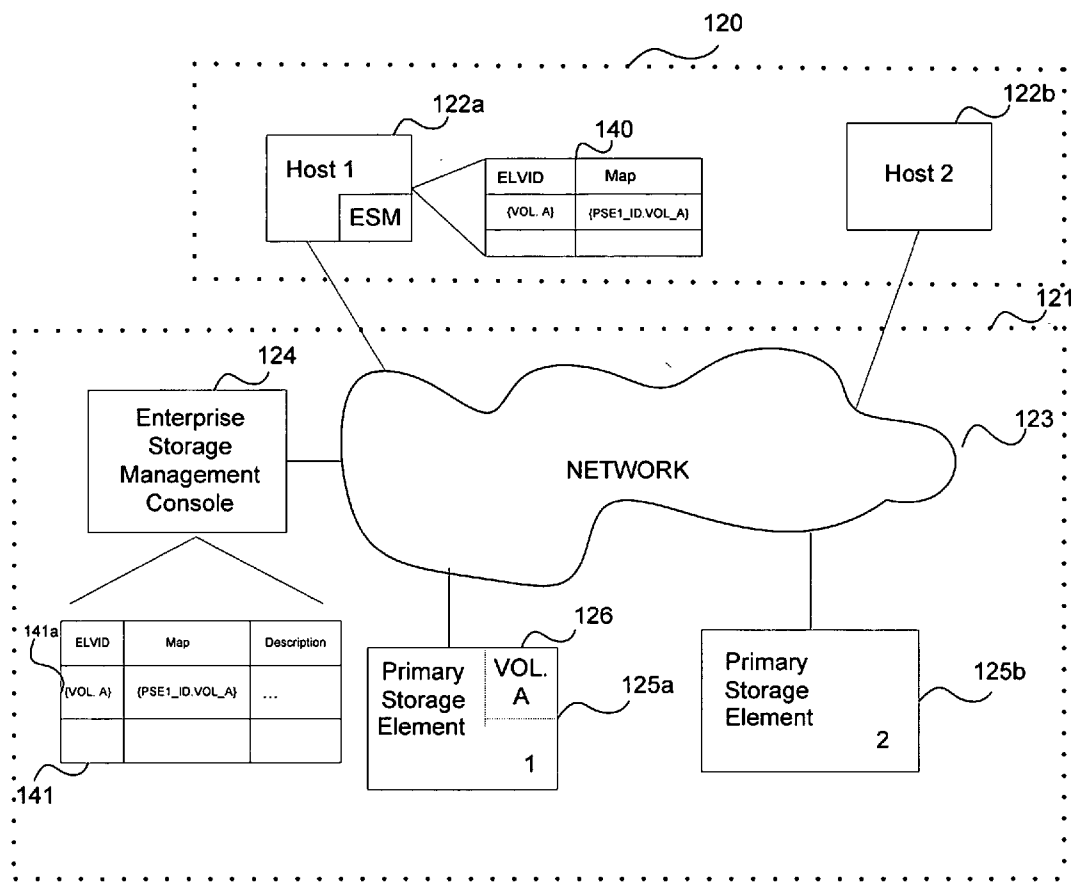 120
122a
122b
140
Host 1
ESM
ELVID Map
{VOL. A} {PSE1_ID.VOL_A}
Host 2
121
124
Enterprise
Storage
Management
Console
NETWORK
123
141a
ELVID Map Description
{VOL. A} {PSE1_ID.VOL_A} ...
141
126
Primary
Storage
Element
1
VOL.
A
125a
Primary
Storage
Element
2
125b